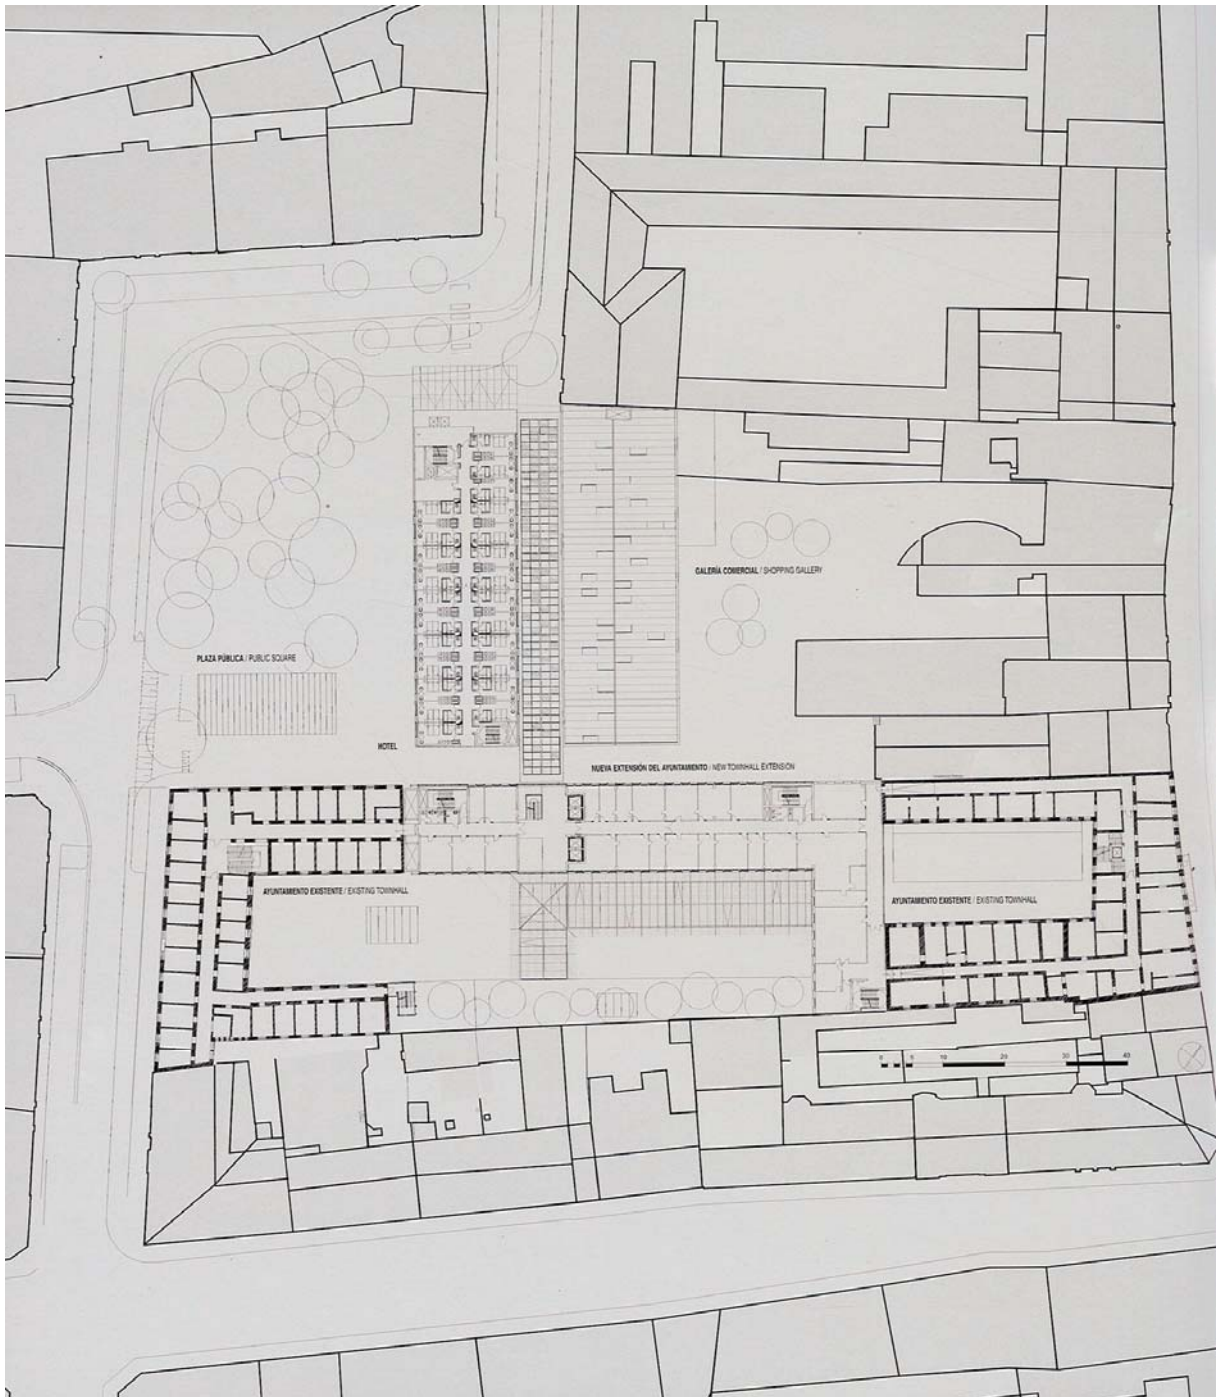 GALERÍA COMERCIAL / SHOPPING GALLERY
PLAZA PÚBLICA / PUBLIC SQUARE
HOTEL
NUEVA EXTENSIÓN DEL AYUNTAMIENTO / NEW TOWNHALL EXTENSION
AYUNTAMIENTO EXISTENTE / EXISTING TOWNHALL
AYUNTAMIENTO EXISTENTE / EXISTING TOWNHALL
0 5 10 20 30 40